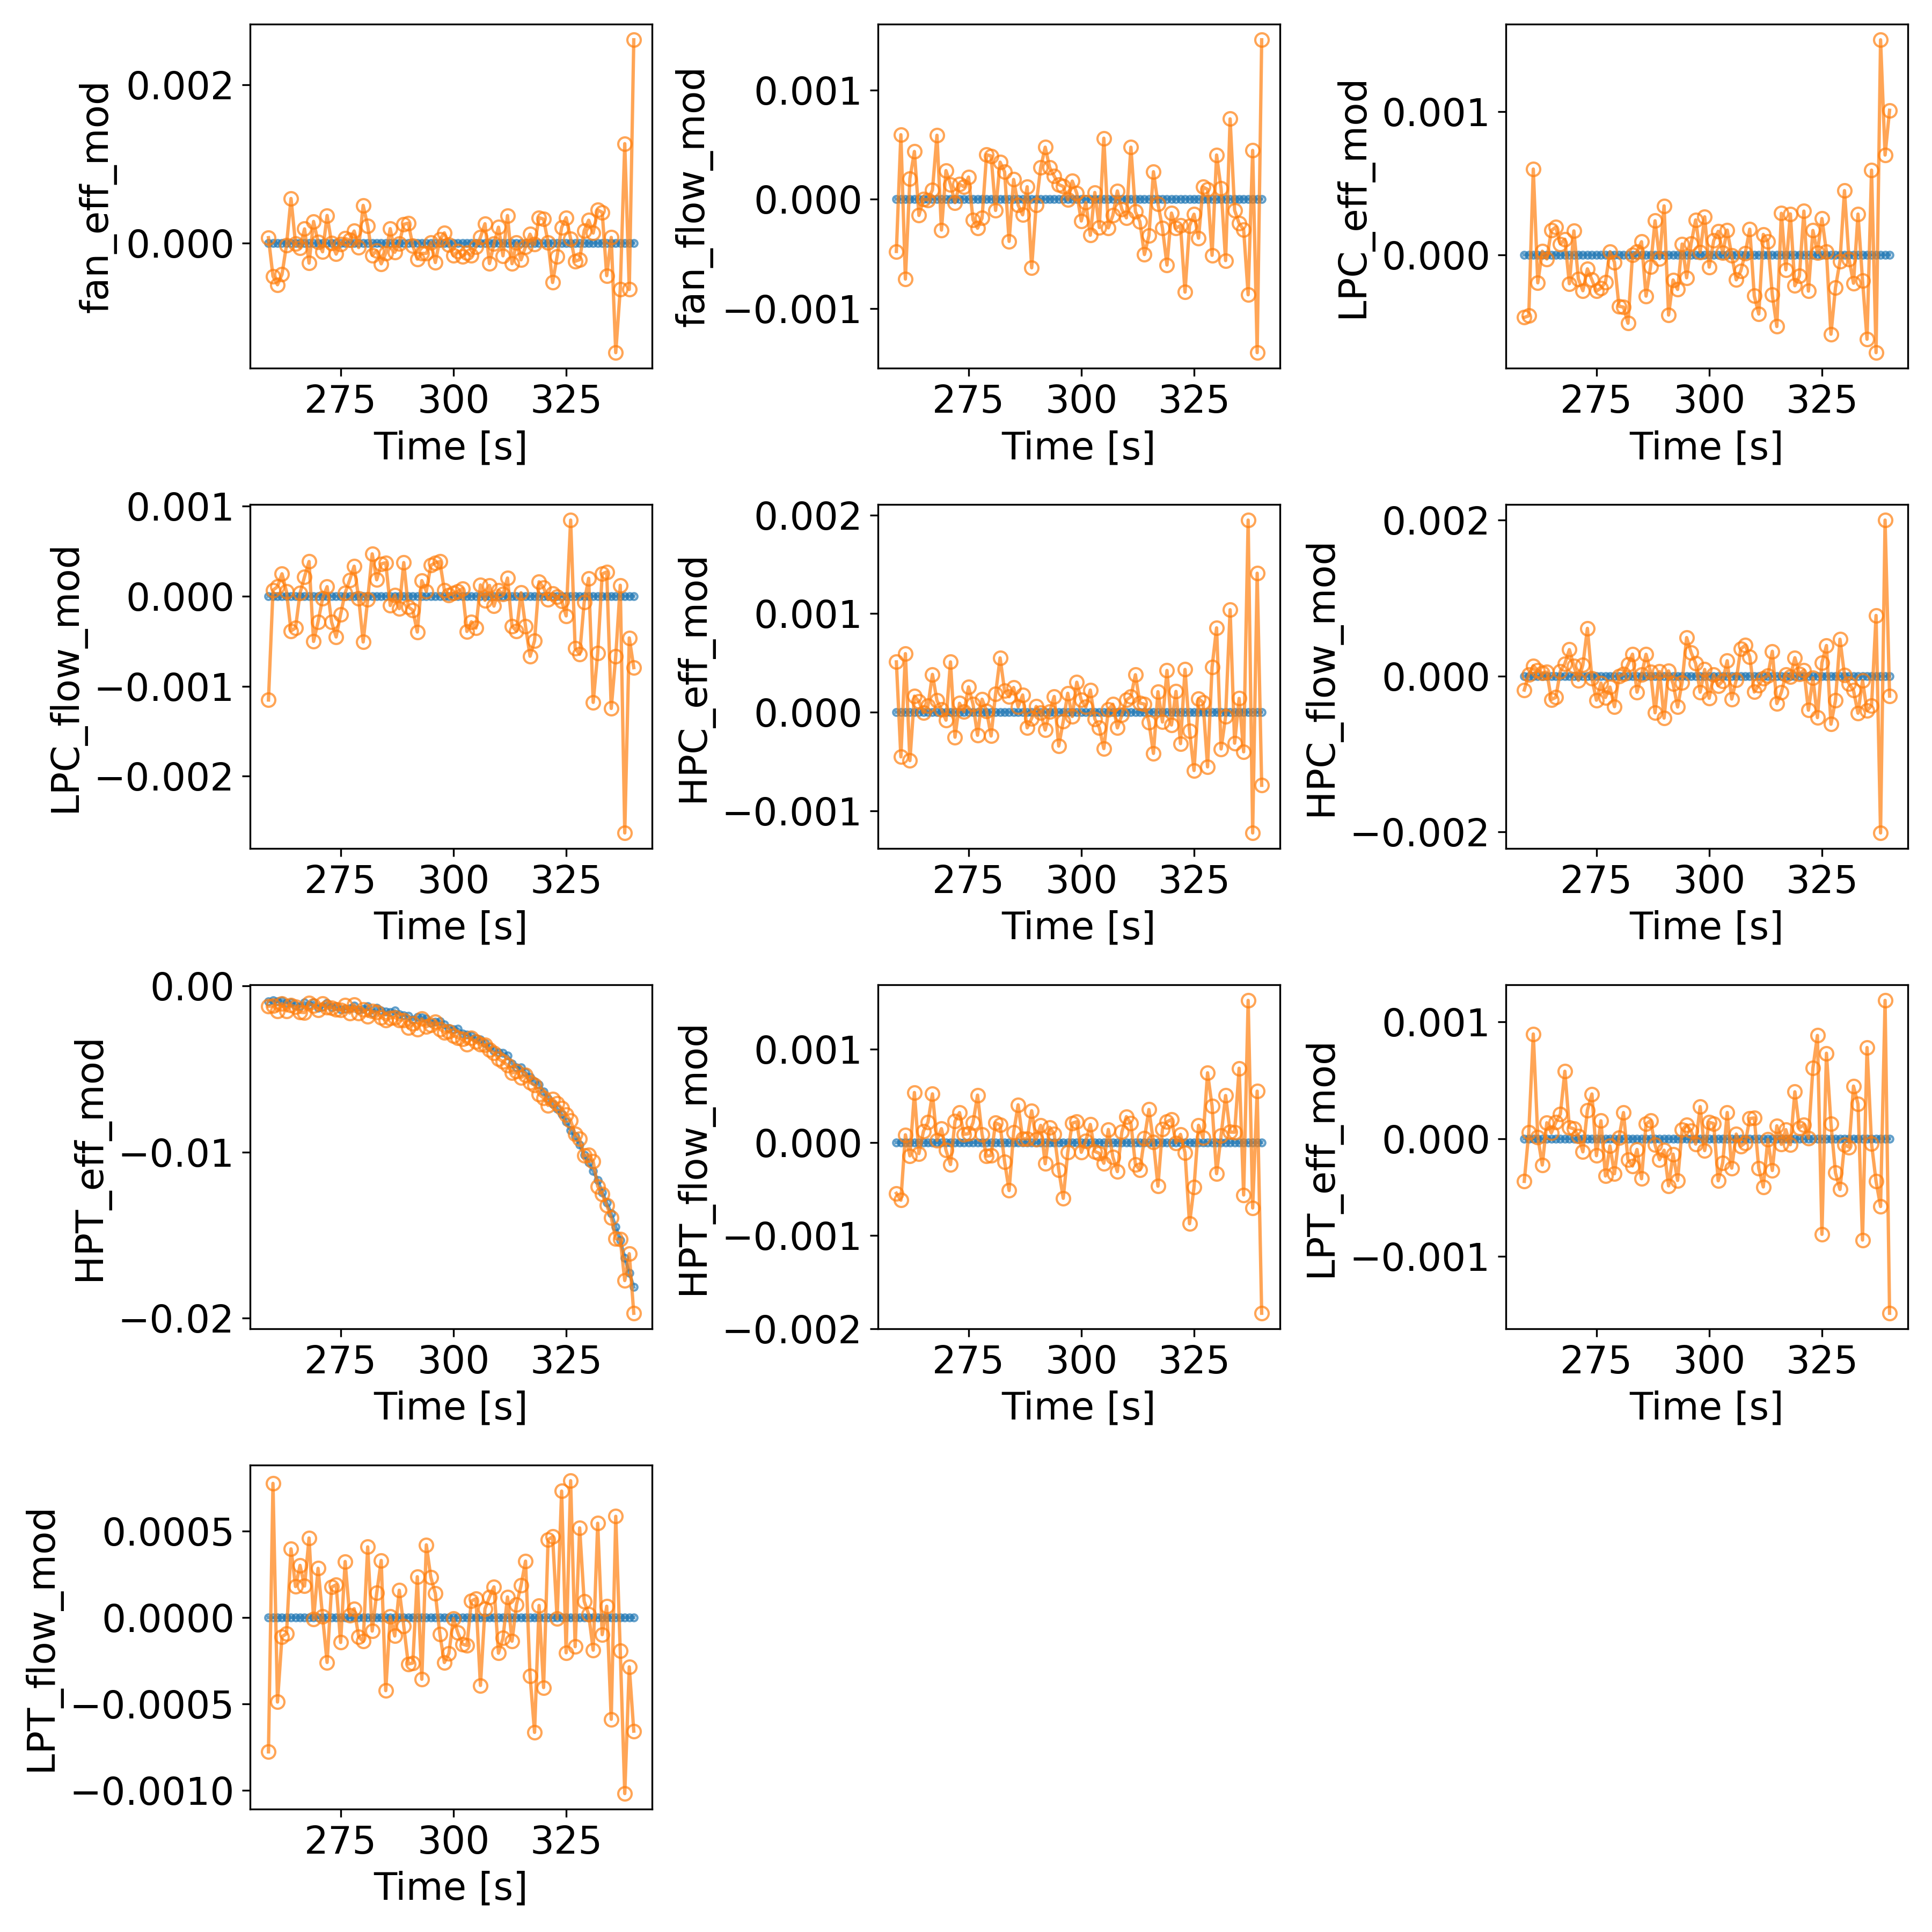 fan_eff_mod
0.002
0.000
275 300 325
Time [s]
fan_flow_mod
0.001
0.000
−0.001
275 300 325
Time [s]
LPC_eff_mod
0.001
0.000
275 300 325
Time [s]
LPC_flow_mod
0.001
0.000
−0.001
−0.002
275 300 325
Time [s]
HPC_eff_mod
0.002
0.001
0.000
−0.001
275 300 325
Time [s]
HPC_flow_mod
0.002
0.000
−0.002
275 300 325
Time [s]
HPT_eff_mod
0.00
−0.01
−0.02
275 300 325
Time [s]
HPT_flow_mod
0.001
0.000
−0.001
−0.002
275 300 325
Time [s]
LPT_eff_mod
0.001
0.000
−0.001
275 300 325
Time [s]
LPT_flow_mod
0.0005
0.0000
−0.0005
−0.0010
275 300 325
Time [s]